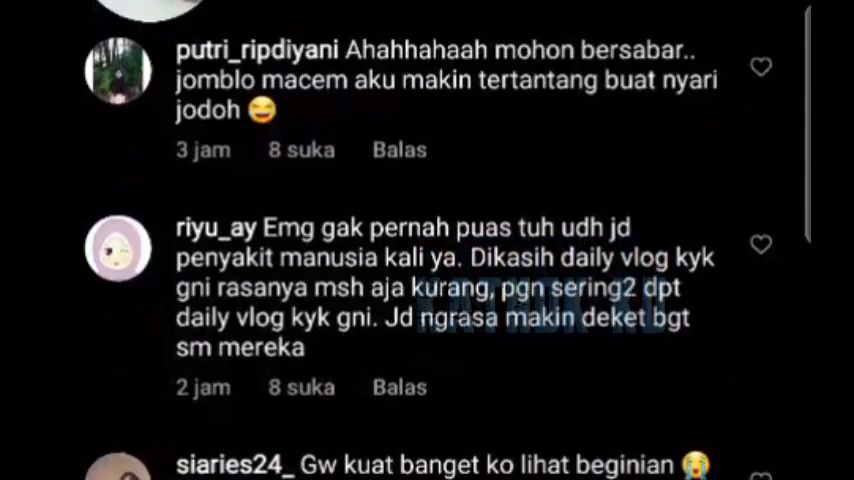 putri_ripdiyani Ahahhahaah mohon bersabar..
jomblo macem aku makin tertantang buat nyari
jodoh 😆
3 jam 8 suka Balas
riyu_ay Emg gak pernah puas tuh udh jd
penyakit manusia kali ya. Dikasih daily vlog kyk
gni rasanya msh aja kurang, pgn sering2 dpt
daily vlog kyk gni. Jd ngrasa makin deket bgt
sm mereka
2 jam 8 suka Balas
siaries24_ Gw kuat banget ko lihat beginian 😭